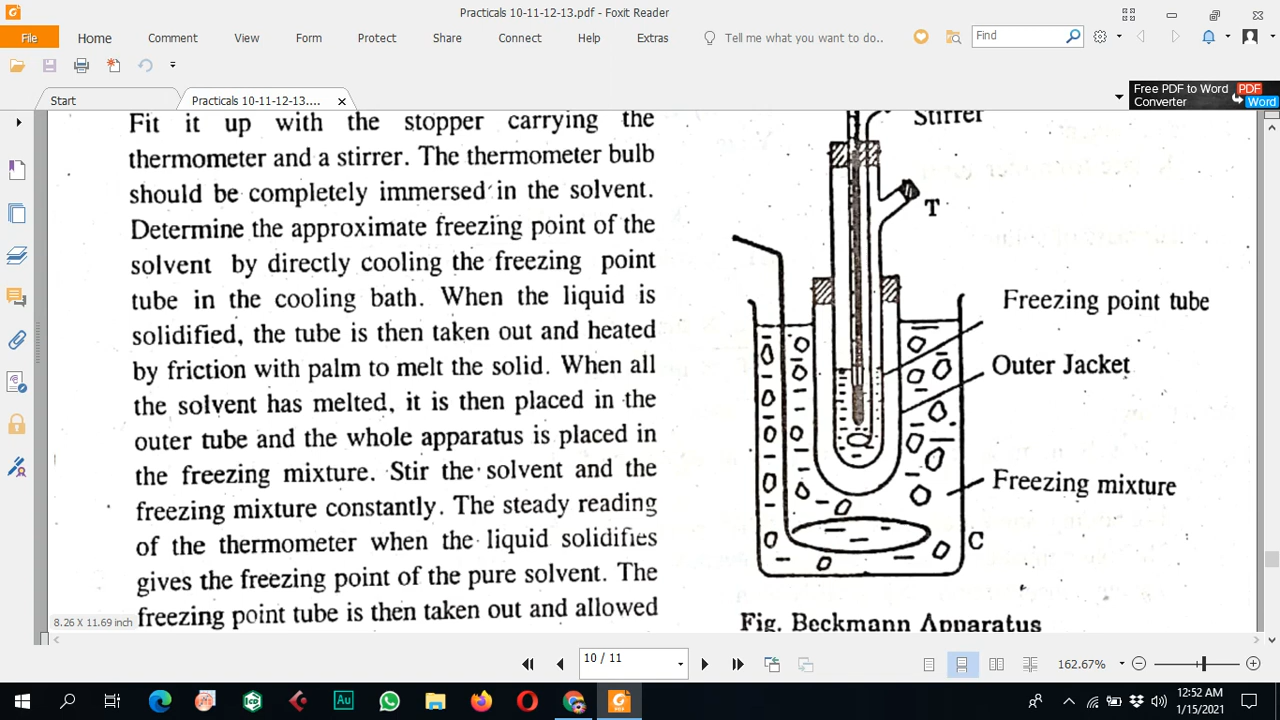 Practicals 10-11-12-13.pdf - Foxit Reader
File Home Comment View Form Protect Share Connect Help Extras Tell me what you want to do.. Find
Start Practicals 10-11-12-13....
Free PDF to Word
Converter
PDF
Word
Fit it up with the stopper carrying the
thermometer and a stirrer. The thermometer bulb
should be completely immersed in the solvent.
Determine the approximate freezing point of the
solvent by directly cooling the freezing point
tube in the cooling bath. When the liquid is
solidified, the tube is then taken out and heated
by friction with palm to melt the solid. When all
the solvent has melted, it is then placed in the
outer tube and the whole apparatus is placed in
the freezing mixture. Stir the solvent and the
freezing mixture constantly. The steady reading
of the thermometer when the liquid solidifies
gives the freezing point of the pure solvent. The
freezing point tube is then taken out and allowed
Stirrer
T
Freezing point tube
Outer Jacket
Freezing mixture
C
Fig. Beckmann Apparatus
8.26 X 11.69 inch
10 / 11
162.67%
Au
12:52 AM
1/15/2021